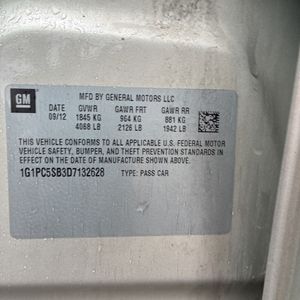 GM
MFD BY GENERAL MOTORS LLC
DATE GVWR GAWR FRT GAWR RR
09/12 1845 KG 964 KG 881 KG
4068 LB 2126 LB 1942 LB
THIS VEHICLE CONFORMS TO ALL APPLICABLE U.S. FEDERAL MOTOR
VEHICLE SAFETY, BUMPER, AND THEFT PREVENTION STANDARDS IN
EFFECT ON THE DATE OF MANUFACTURE SHOWN ABOVE.
1G1PC5SB3D7132628
TYPE: PASS CAR